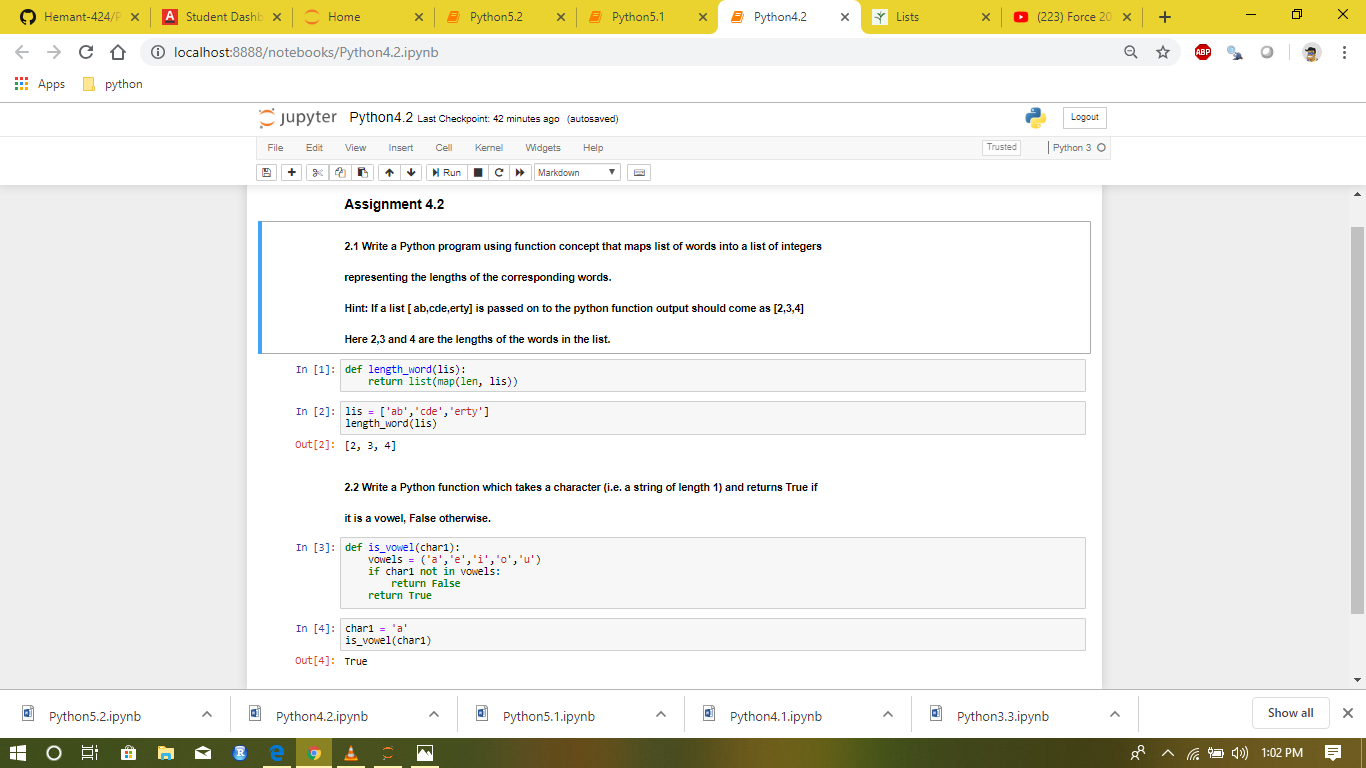 Hemant-424/P
Student Dashb
Home
Python5.2
Python5.1
Python4.2
Lists
(223) Force 20
localhost:8888/notebooks/Python4.2.ipynb
ABP
Apps
python
jupyter Python4.2 Last Checkpoint: 42 minutes ago (autosaved)
Logout
File Edit View Insert Cell Kernel Widgets Help
Trusted
Python 3
Run
Markdown
Assignment 4.2
2.1 Write a Python program using function concept that maps list of words into a list of integers
representing the lengths of the corresponding words.
Hint: If a list [ ab,cde,erty] is passed on to the python function output should come as [2,3,4]
Here 2,3 and 4 are the lengths of the words in the list.
In [1]: def length_word(lis):
return list(map(len, lis))
In [2]: lis = ['ab','cde','erty']
length_word(lis)
Out[2]: [2, 3, 4]
2.2 Write a Python function which takes a character (i.e. a string of length 1) and returns True if
it is a vowel, False otherwise.
In [3]: def is_vowel(char1):
vowels = ('a','e','i','o','u')
if char1 not in vowels:
return False
return True
In [4]: char1 = 'a'
is_vowel(char1)
Out[4]: True
Python5.2.ipynb
Python4.2.ipynb
Python5.1.ipynb
Python4.1.ipynb
Python3.3.ipynb
Show all
1:02 PM